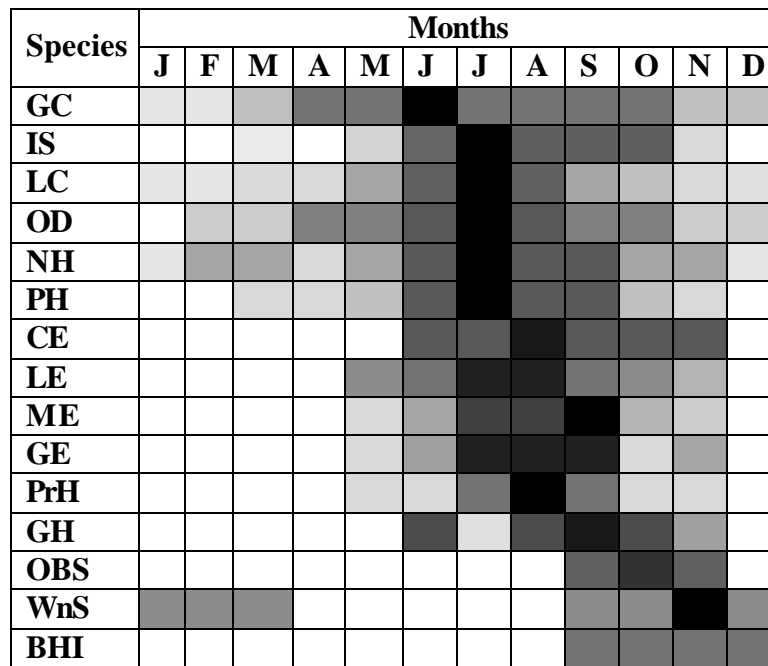 Species Months
J F M A M J J A S O N D
GC
IS
LC
OD
NH
PH
CE
LE
ME
GE
PrH
GH
OBS
WnS
BHI